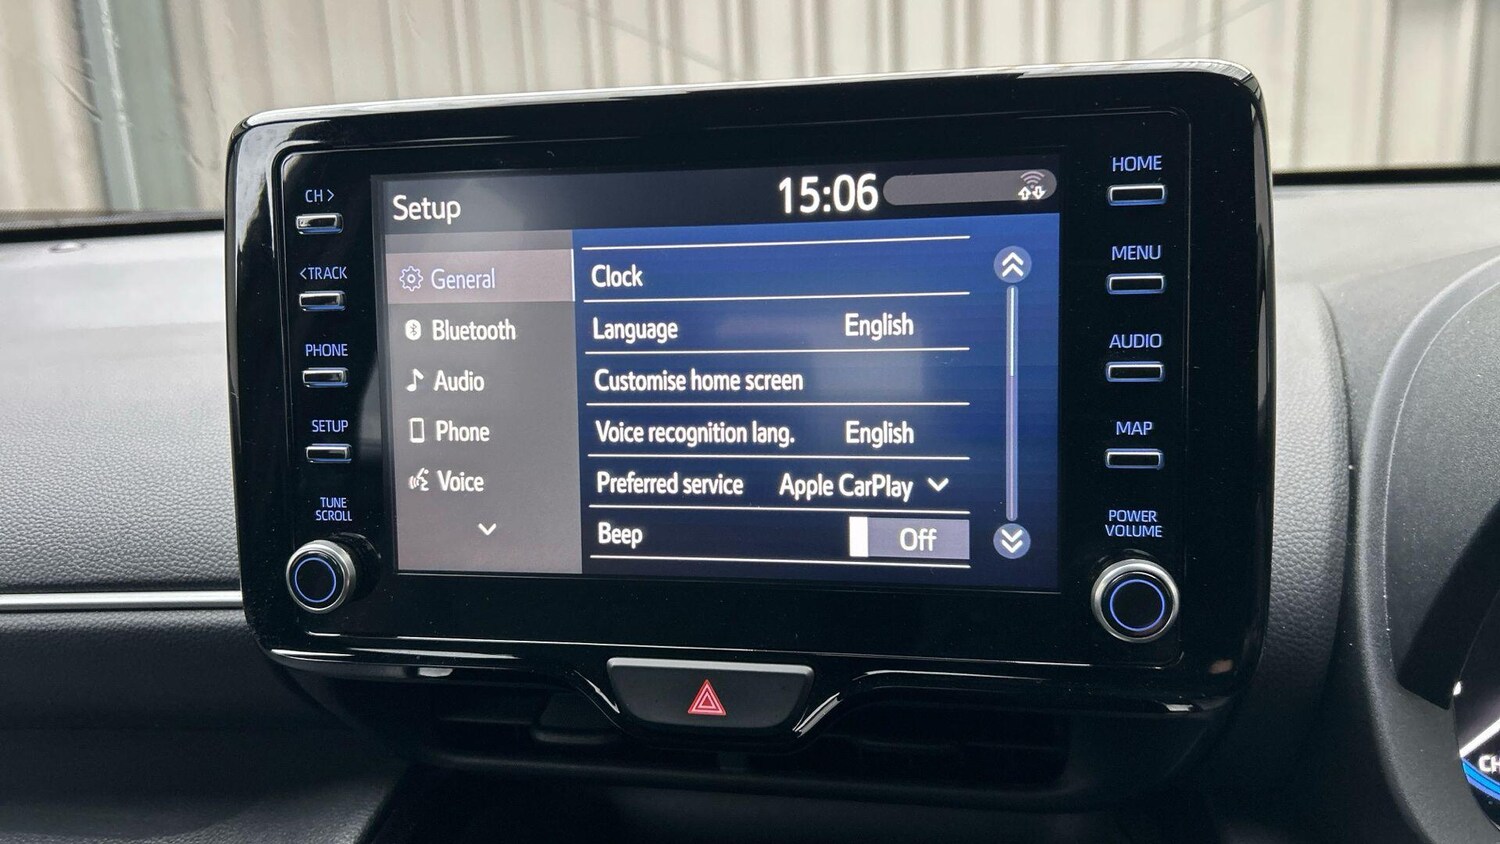 CH >
< TRACK
PHONE
SETUP
TUNE
SCROLL
Setup
15:06
General
Bluetooth
Audio
Phone
Voice
Clock
Language English
Customise home screen
Voice recognition lang. English
Preferred service Apple CarPlay
Beep Off
HOME
MENU
AUDIO
MAP
POWER
VOLUME